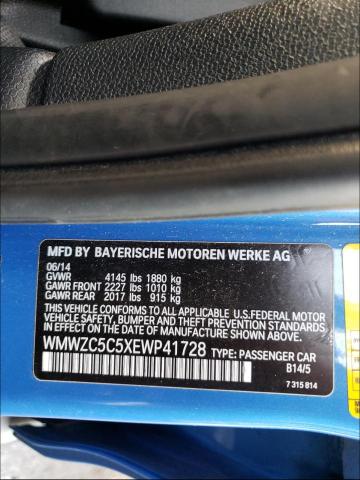 MFD BY BAYERISCHE MOTOREN WERKE AG
06/14
GVWR 4145 lbs 1880 kg
GAWR FRONT 2227 lbs 1010 kg
GAWR REAR 2017 lbs 915 kg
THIS VEHICLE CONFORMS TO ALL APPLICABLE
U.S. FEDERAL MOTOR VEHICLE SAFETY,
BUMPER, AND THEFT PREVENTION STANDARDS
IN EFFECT ON THE DATE OF MANUFACTURE
SHOWN ABOVE.
WMWZC5C5XEWP41728 TYPE: PASSENGER CAR
B14/5
7 315 814